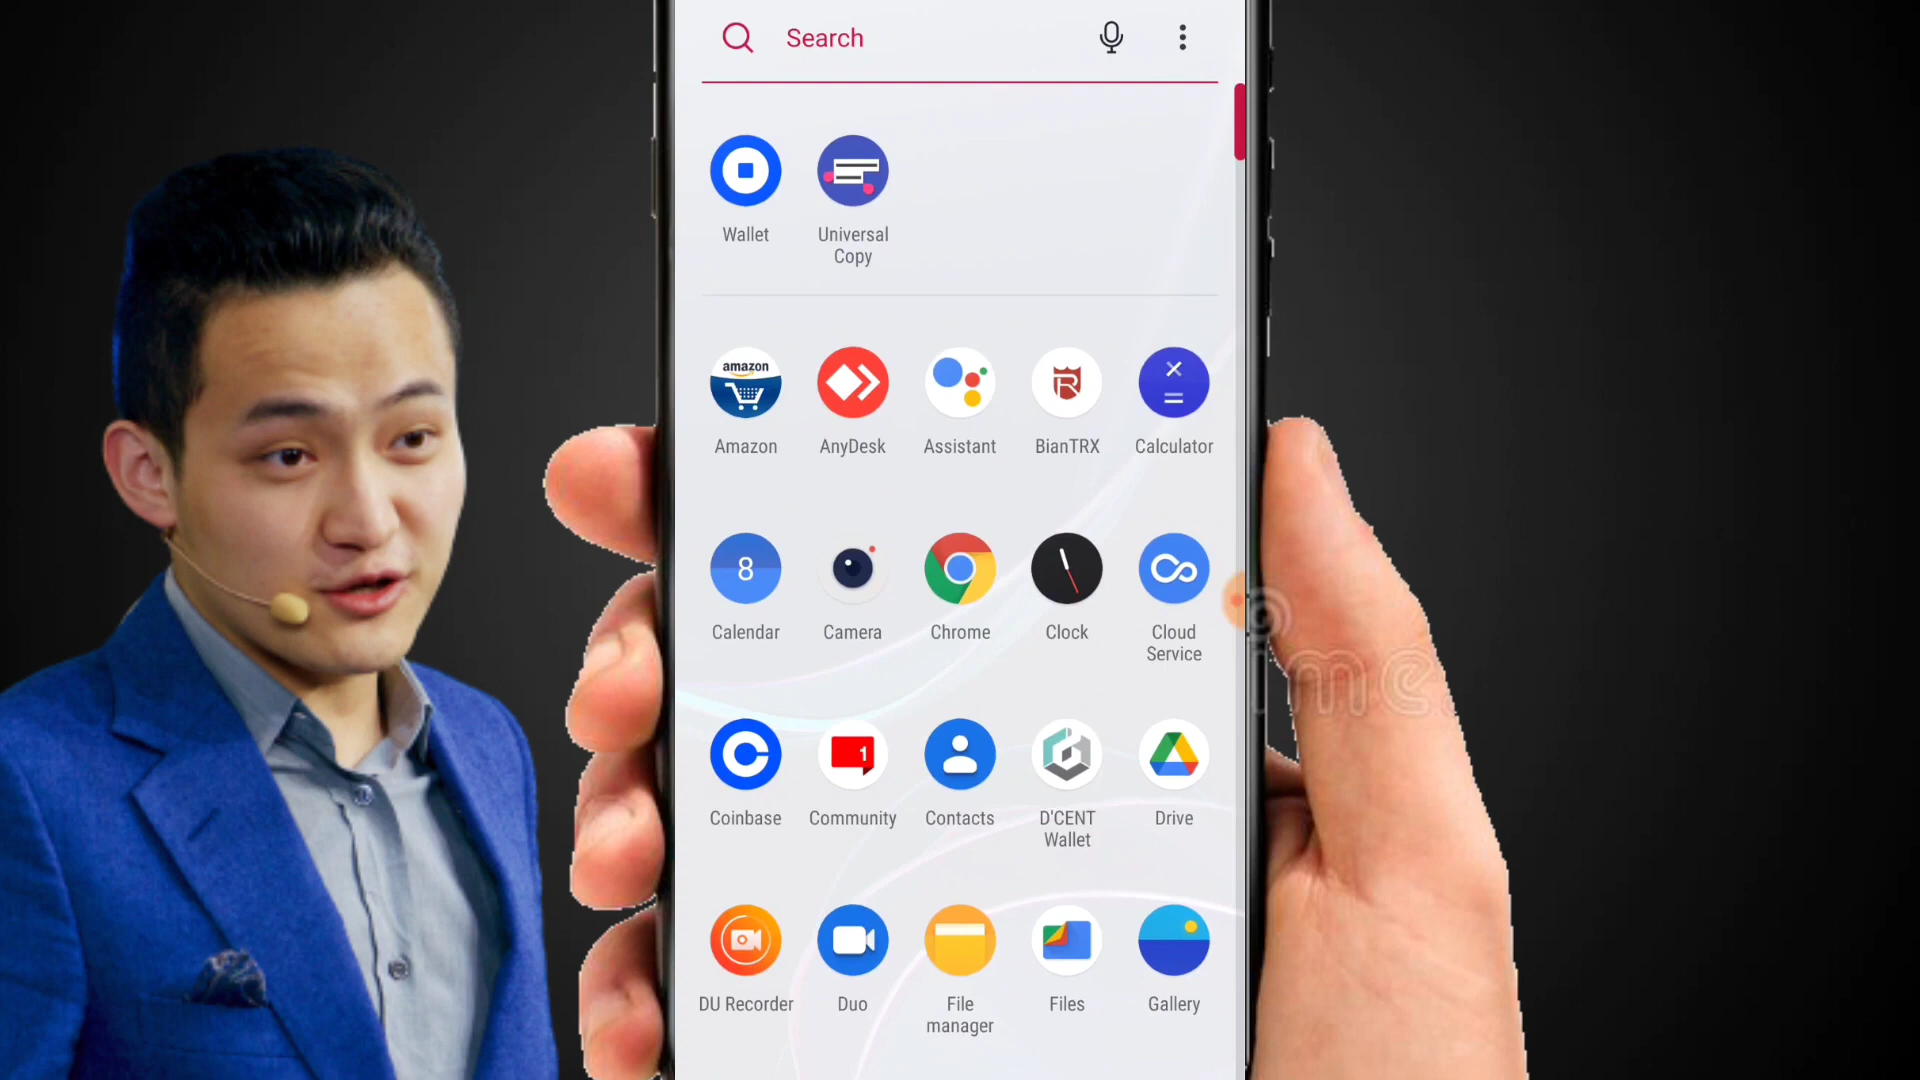 Search
Wallet
Universal
Copy
amazon
Amazon
AnyDesk
Assistant
BianTRX
Calculator
8
Calendar
Camera
Chrome
Clock
Cloud
Service
1
Coinbase
Community
Contacts
D'CENT
Wallet
Drive
DU Recorder
Duo
File
manager
Files
Gallery